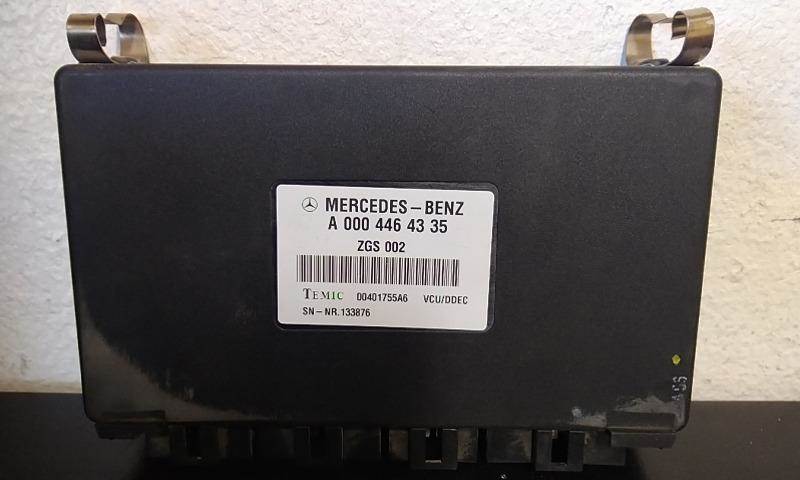 MERCEDES-BENZ
A 000 446 43 35
ZGS 002
TEMIC 00401755A6 VCU/DDEC
SN-NR.133876